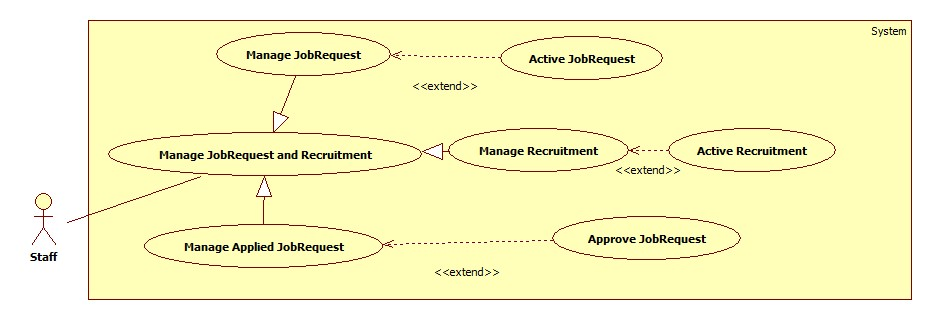 System
Manage JobRequest
Active JobRequest
<<extend>>
Manage JobRequest and Recruitment
Manage Recruitment
Active Recruitment
<<extend>>
Staff
Manage Applied JobRequest
Approve JobRequest
<<extend>>